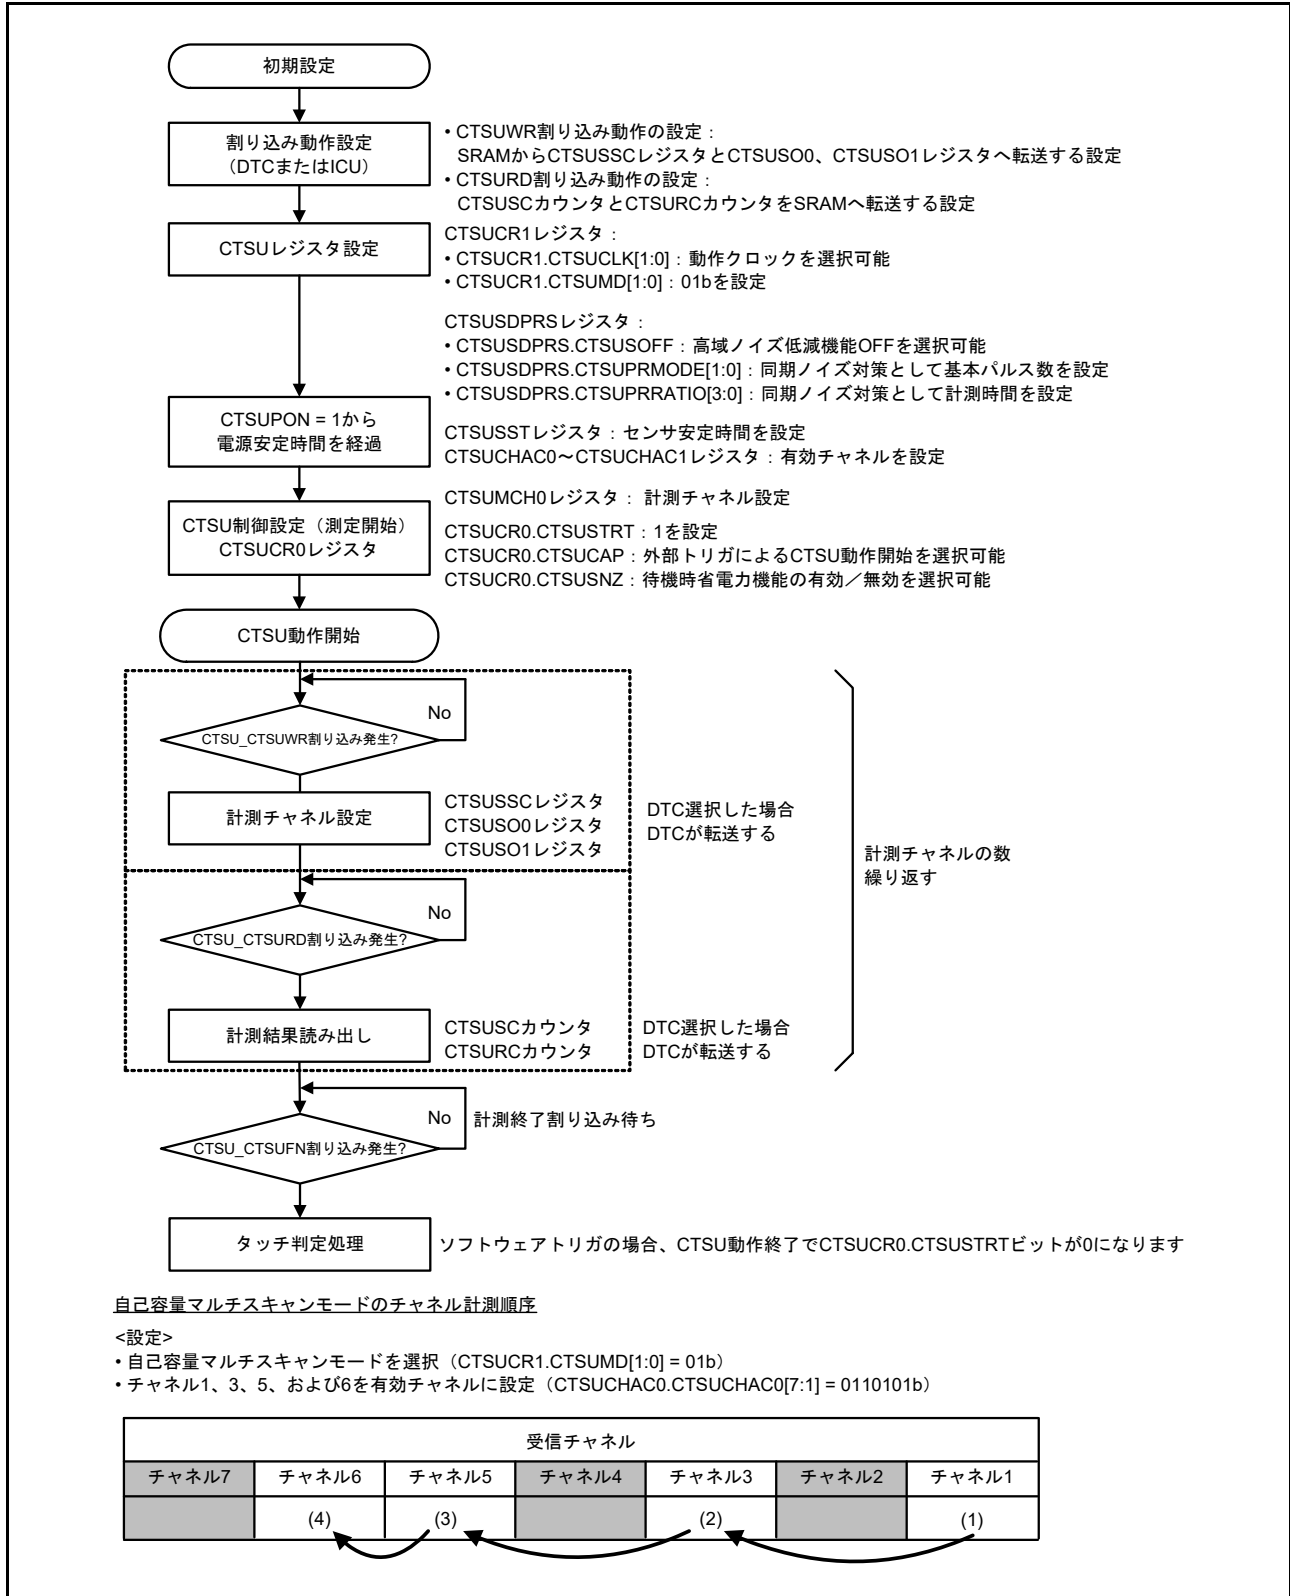 初期設定
割り込み動作設定
（DTCまたはICU）
• CTSUWR割り込み動作の設定：
SRAMからCTSUSSCレジスタとCTSUSO0、CTSUSO1レジスタへ転送する設定
• CTSURD割り込み動作の設定：
CTSUSCカウンタとCTSURCカウンタをSRAMへ転送する設定
CTSUレジスタ設定
CTSUCR1レジスタ：
• CTSUCR1.CTSUCLK[1:0]：動作クロックを選択可能
• CTSUCR1.CTSUMD[1:0]：01bを設定
CTSUSDPRSレジスタ：
• CTSUSDPRS.CTSUSOFF：高域ノイズ低減機能OFFを選択可能
• CTSUSDPRS.CTSUPRMODE[1:0]：同期ノイズ対策として基本パルス数を設定
• CTSUSDPRS.CTSUPRRATIO[3:0]：同期ノイズ対策として計測時間を設定
CTSUPON = 1から
電源安定時間を経過
CTSUSSTレジスタ：センサ安定時間を設定
CTSUCHAC0～CTSUCHAC1レジスタ：有効チャネルを設定
CTSUMCH0レジスタ： 計測チャネル設定
CTSU制御設定（測定開始）
CTSUCR0レジスタ
CTSUCR0.CTSUSTRT：1を設定
CTSUCR0.CTSUCAP：外部トリガによるCTSU動作開始を選択可能
CTSUCR0.CTSUSNZ：待機時省電力機能の有効／無効を選択可能
CTSU動作開始
No
CTSU_CTSUWR割り込み発生?
計測チャネル設定
CTSUSSCレジスタ
CTSUSO0レジスタ
CTSUSO1レジスタ
DTC選択した場合
DTCが転送する
計測チャネルの数
繰り返す
No
CTSU_CTSURD割り込み発生?
計測結果読み出し
CTSUSCカウンタ
CTSURCカウンタ
DTC選択した場合
DTCが転送する
No
計測終了割り込み待ち
CTSU_CTSUFN割り込み発生?
タッチ判定処理
ソフトウェアトリガの場合、CTSU動作終了でCTSUCR0.CTSUSTRTビットが0になります
自己容量マルチスキャンモードのチャネル計測順序
<設定>
• 自己容量マルチスキャンモードを選択（CTSUCR1.CTSUMD[1:0] = 01b）
• チャネル1、3、5、および6を有効チャネルに設定（CTSUCHAC0.CTSUCHAC0[7:1] = 0110101b）
受信チャネル
チャネル7 チャネル6 チャネル5 チャネル4 チャネル3 チャネル2 チャネル1
(4) (3) (2) (1)